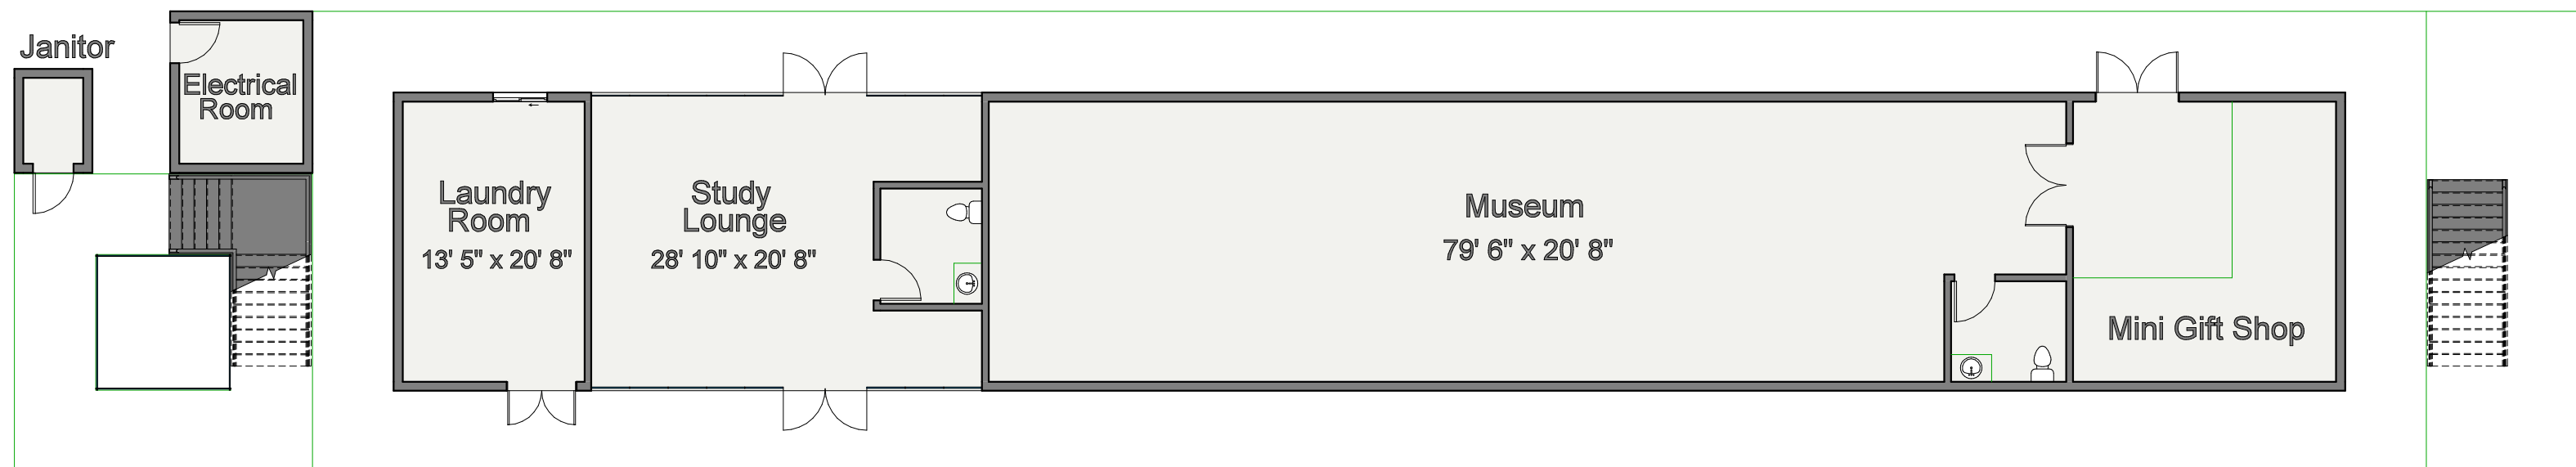 Janitor
Electrical
Room
Laundry
Room
13' 5" x 20' 8"
Study
Lounge
28' 10" x 20' 8"
Museum
79' 6" x 20' 8"
Mini Gift Shop